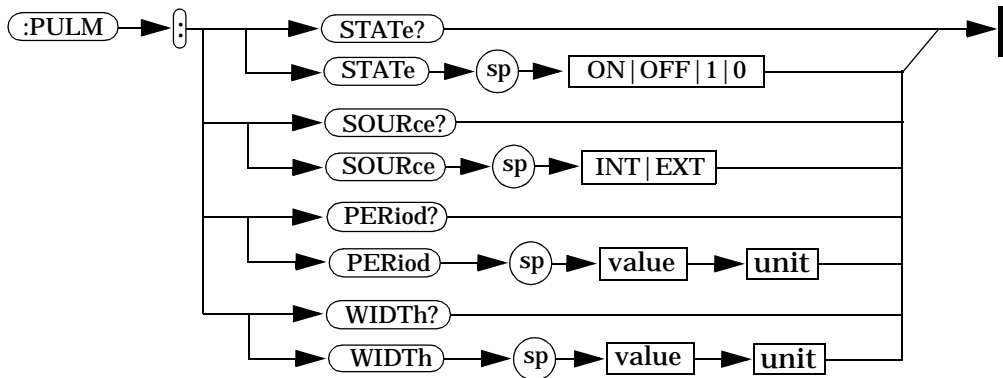 :PULM : STATe?
STATe sp ON|OFF|1|0
SOURce?
SOURce sp INT|EXT
PERiod?
PERiod sp value unit
WIDTh?
WIDTh sp value unit